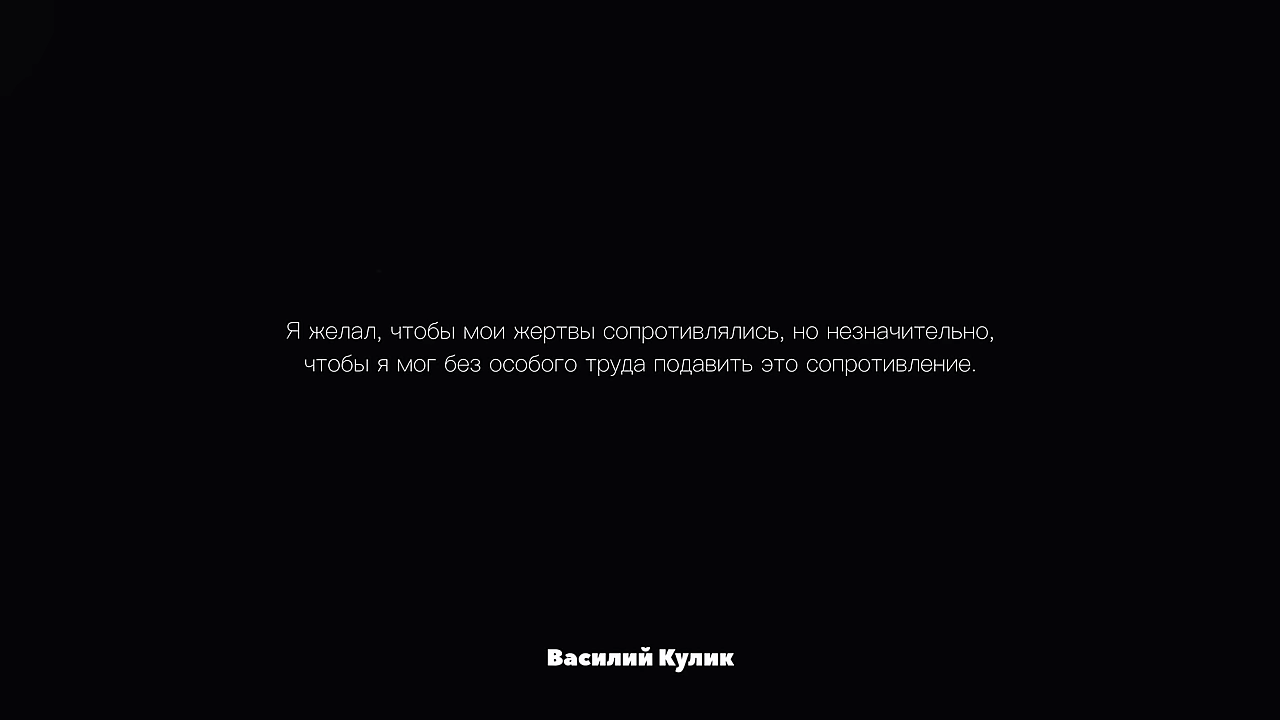 Я желал, чтобы мои жертвы сопротивлялись, но незначительно,
чтобы я мог без особого труда подавить это сопротивление.
Василий Кулик